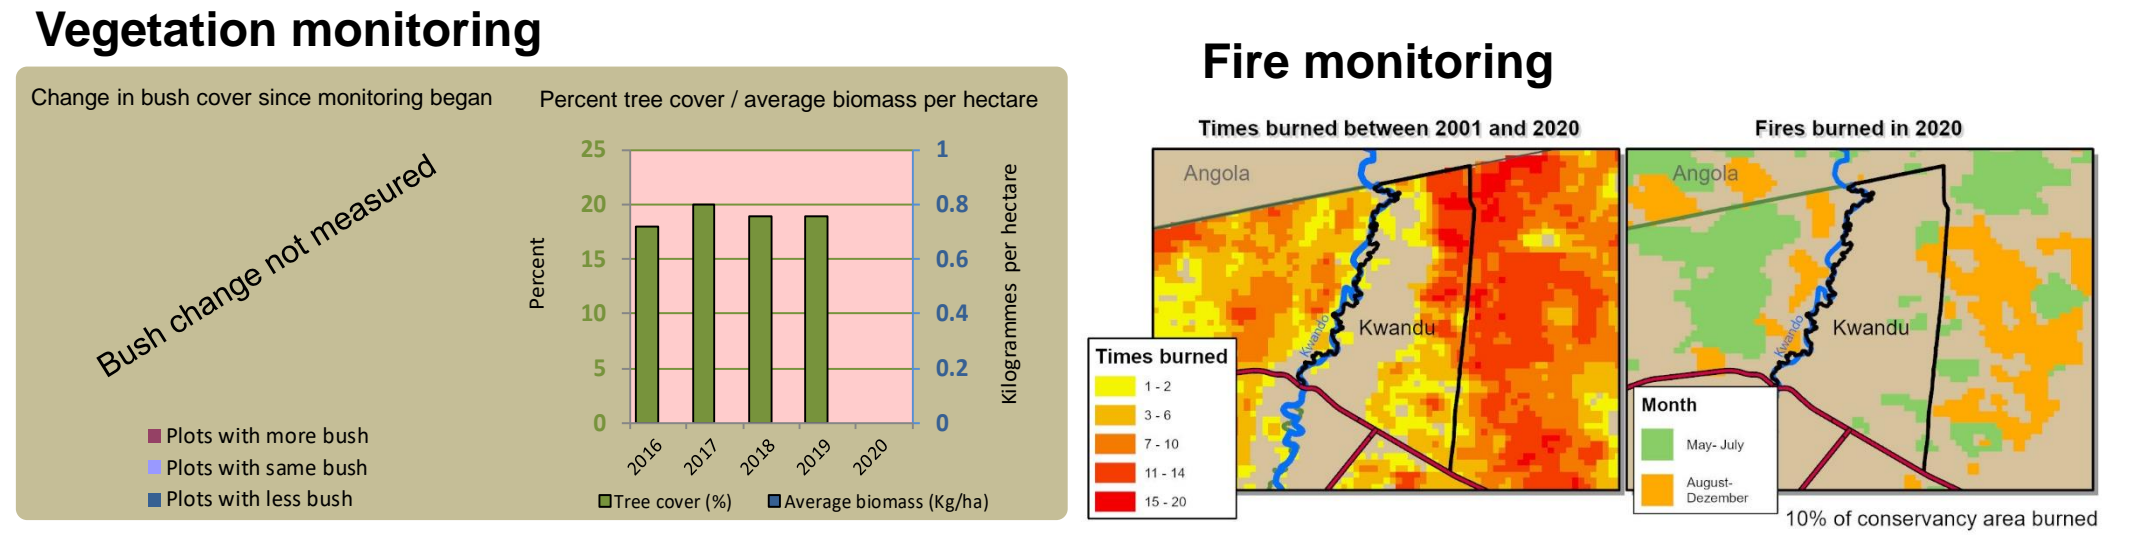 Vegetation monitoring
Change in bush cover since monitoring began
Bush change not measured
Plots with more bush
Plots with same bush
Plots with less bush
Percent tree cover / average biomass per hectare
Percent
25
20
15
10
5
0
1
0.8
0.6
0.4
0.2
0
Kilogrammes per hectare
2016
2017
2018
2019
2020
Tree cover (%)
Average biomass (Kg/ha)
Fire monitoring
Times burned between 2001 and 2020
Angola
Kwando
Kwandu
Times burned
1 - 2
3 - 6
7 - 10
11 - 14
15 - 20
Fires burned in 2020
Angola
Kwando
Kwandu
Month
May- July
August-
Dezember
10% of conservancy area burned